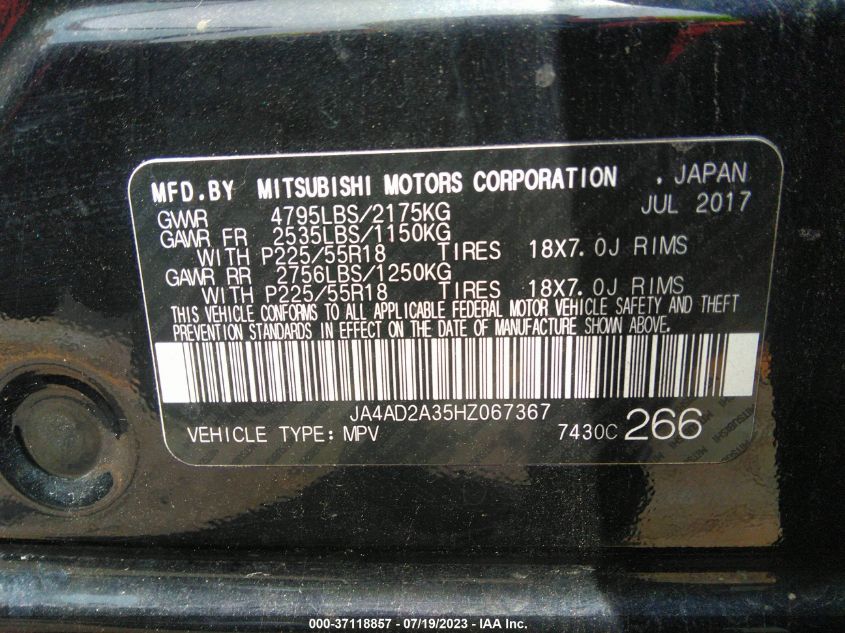 MFD.BY MITSUBISHI MOTORS CORPORATION . JAPAN
GVWR 4795LBS/2175KG JUL 2017
GAWR FR 2535LBS/1150KG
WITH P225/55R18 TIRES 18X7.0J RIMS
GAWR RR 2756LBS/1250KG
WITH P225/55R18 TIRES 18X7.0J RIMS
THIS VEHICLE CONFORMS TO ALL APPLICABLE FEDERAL MOTOR VEHICLE SAFETY AND THEFT
PREVENTION STANDARDS IN EFFECT ON THE DATE OF MANUFACTURE SHOWN ABOVE.
JA4AD2A35HZ067367
VEHICLE TYPE: MPV 7430C 266
000-37118857 / 07/19/2023 - IAA Inc.